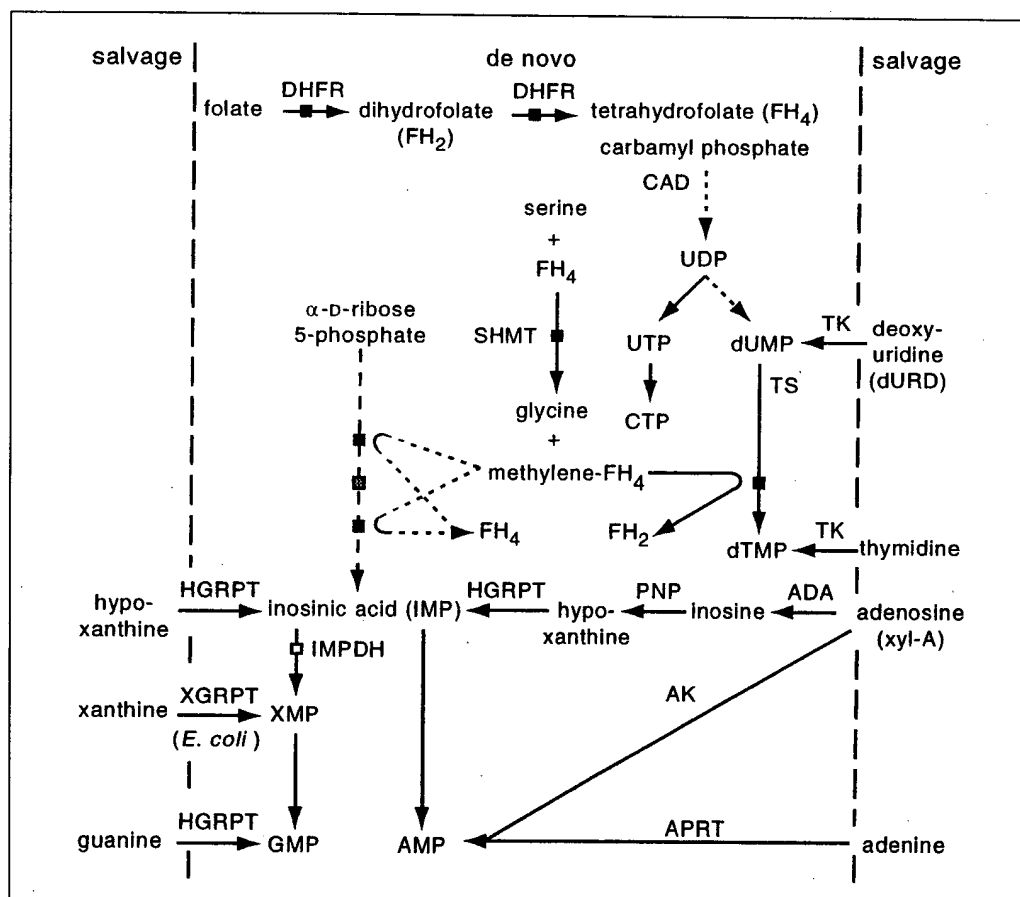 salvage de novo salvage
DHFR DHFR
folate dihydrofolate tetrahydrofolate (FH4)
(FH2)
carbamyl phosphate
CAD
serine
+
FH4
UDP
α-D-ribose
5-phosphate
SHMT
UTP dUMP TK deoxy-
uridine
(dURD)
TS
glycine
CTP
+
methylene-FH4
FH4 FH2
dTMP TK thymidine
hypo-
xanthine
HGRPT inosinic acid (IMP) HGRPT hypo-
xanthine
PNP inosine ADA adenosine
(xyl-A)
IMPDH
AK
xanthine XGRPT XMP
(E. coli)
guanine HGRPT GMP AMP APRT adenine